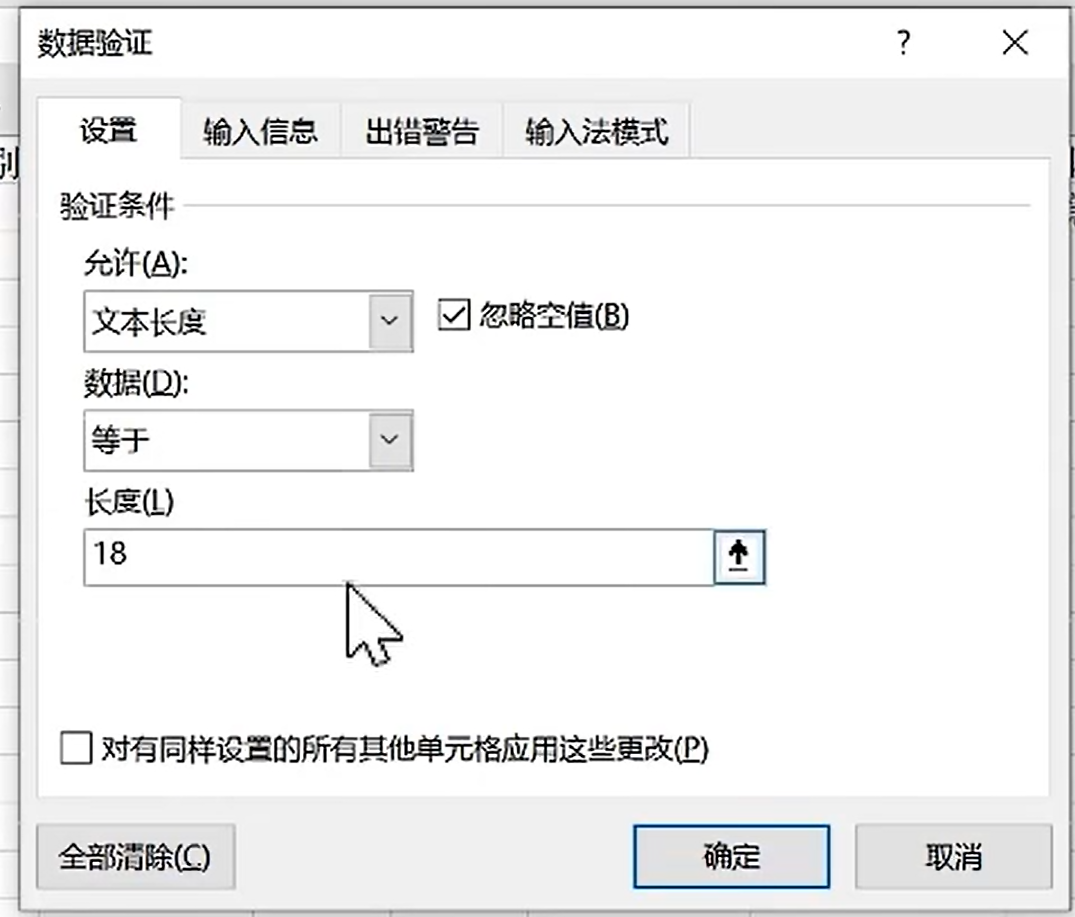 数据验证 ?
设置 输入信息 出错警告 输入法模式
验证条件
允许(A):
文本长度 忽略空值(B)
数据(D):
等于
长度(L)
18
对有同样设置的所有其他单元格应用这些更改(P)
全部清除(C) 确定 取消